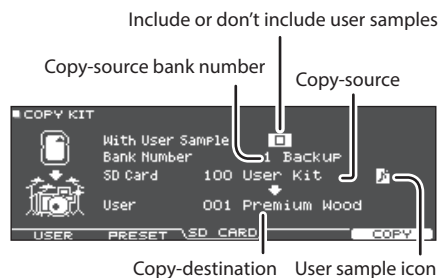 Include or don't include user samples
Copy-source bank number
Copy-source
COPY KIT
With User Sample
Bank Number 1 Backup
SD Card 100 User Kit
User 001 Premium Wood
USER PRESET SD CARD COPY
Copy-destination User sample icon